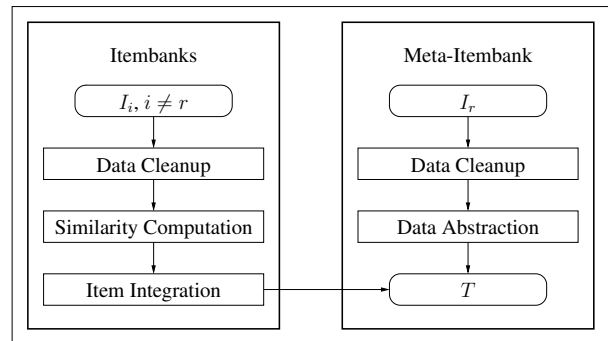 Itembanks
I_i, i ≠ r
Data Cleanup
Similarity Computation
Item Integration
Meta-Itembank
I_r
Data Cleanup
Data Abstraction
T